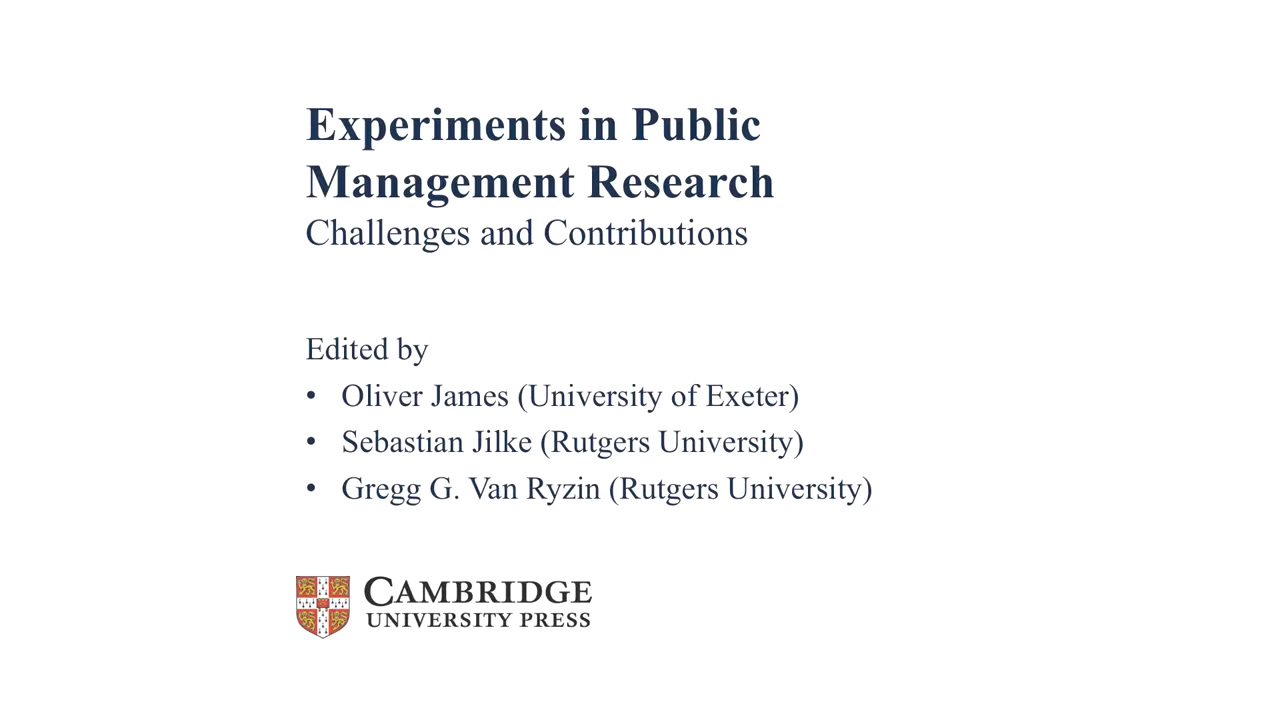 Experiments in Public
Management Research
Challenges and Contributions
Edited by
• Oliver James (University of Exeter)
• Sebastian Jilke (Rutgers University)
• Gregg G. Van Ryzin (Rutgers University)
CAMBRIDGE
UNIVERSITY PRESS